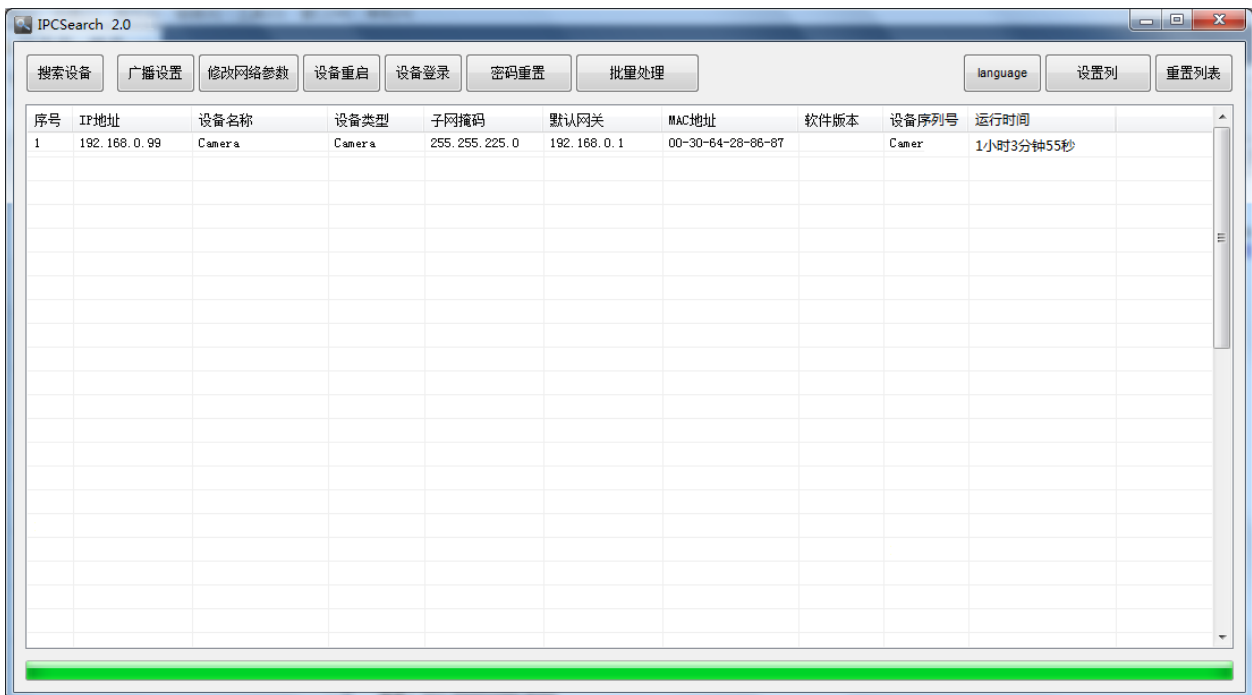 IPCSearch 2.0
搜索设备 广播设置 修改网络参数 设备重启 设备登录 密码重置 批量处理 language 设置列 重置列表
序号 IP地址 设备名称 设备类型 子网掩码 默认网关 MAC地址 软件版本 设备序列号 运行时间
1 192.168.0.99 Camera Camera 255.255.225.0 192.168.0.1 00-30-64-28-86-87 Camer 1小时3分钟55秒